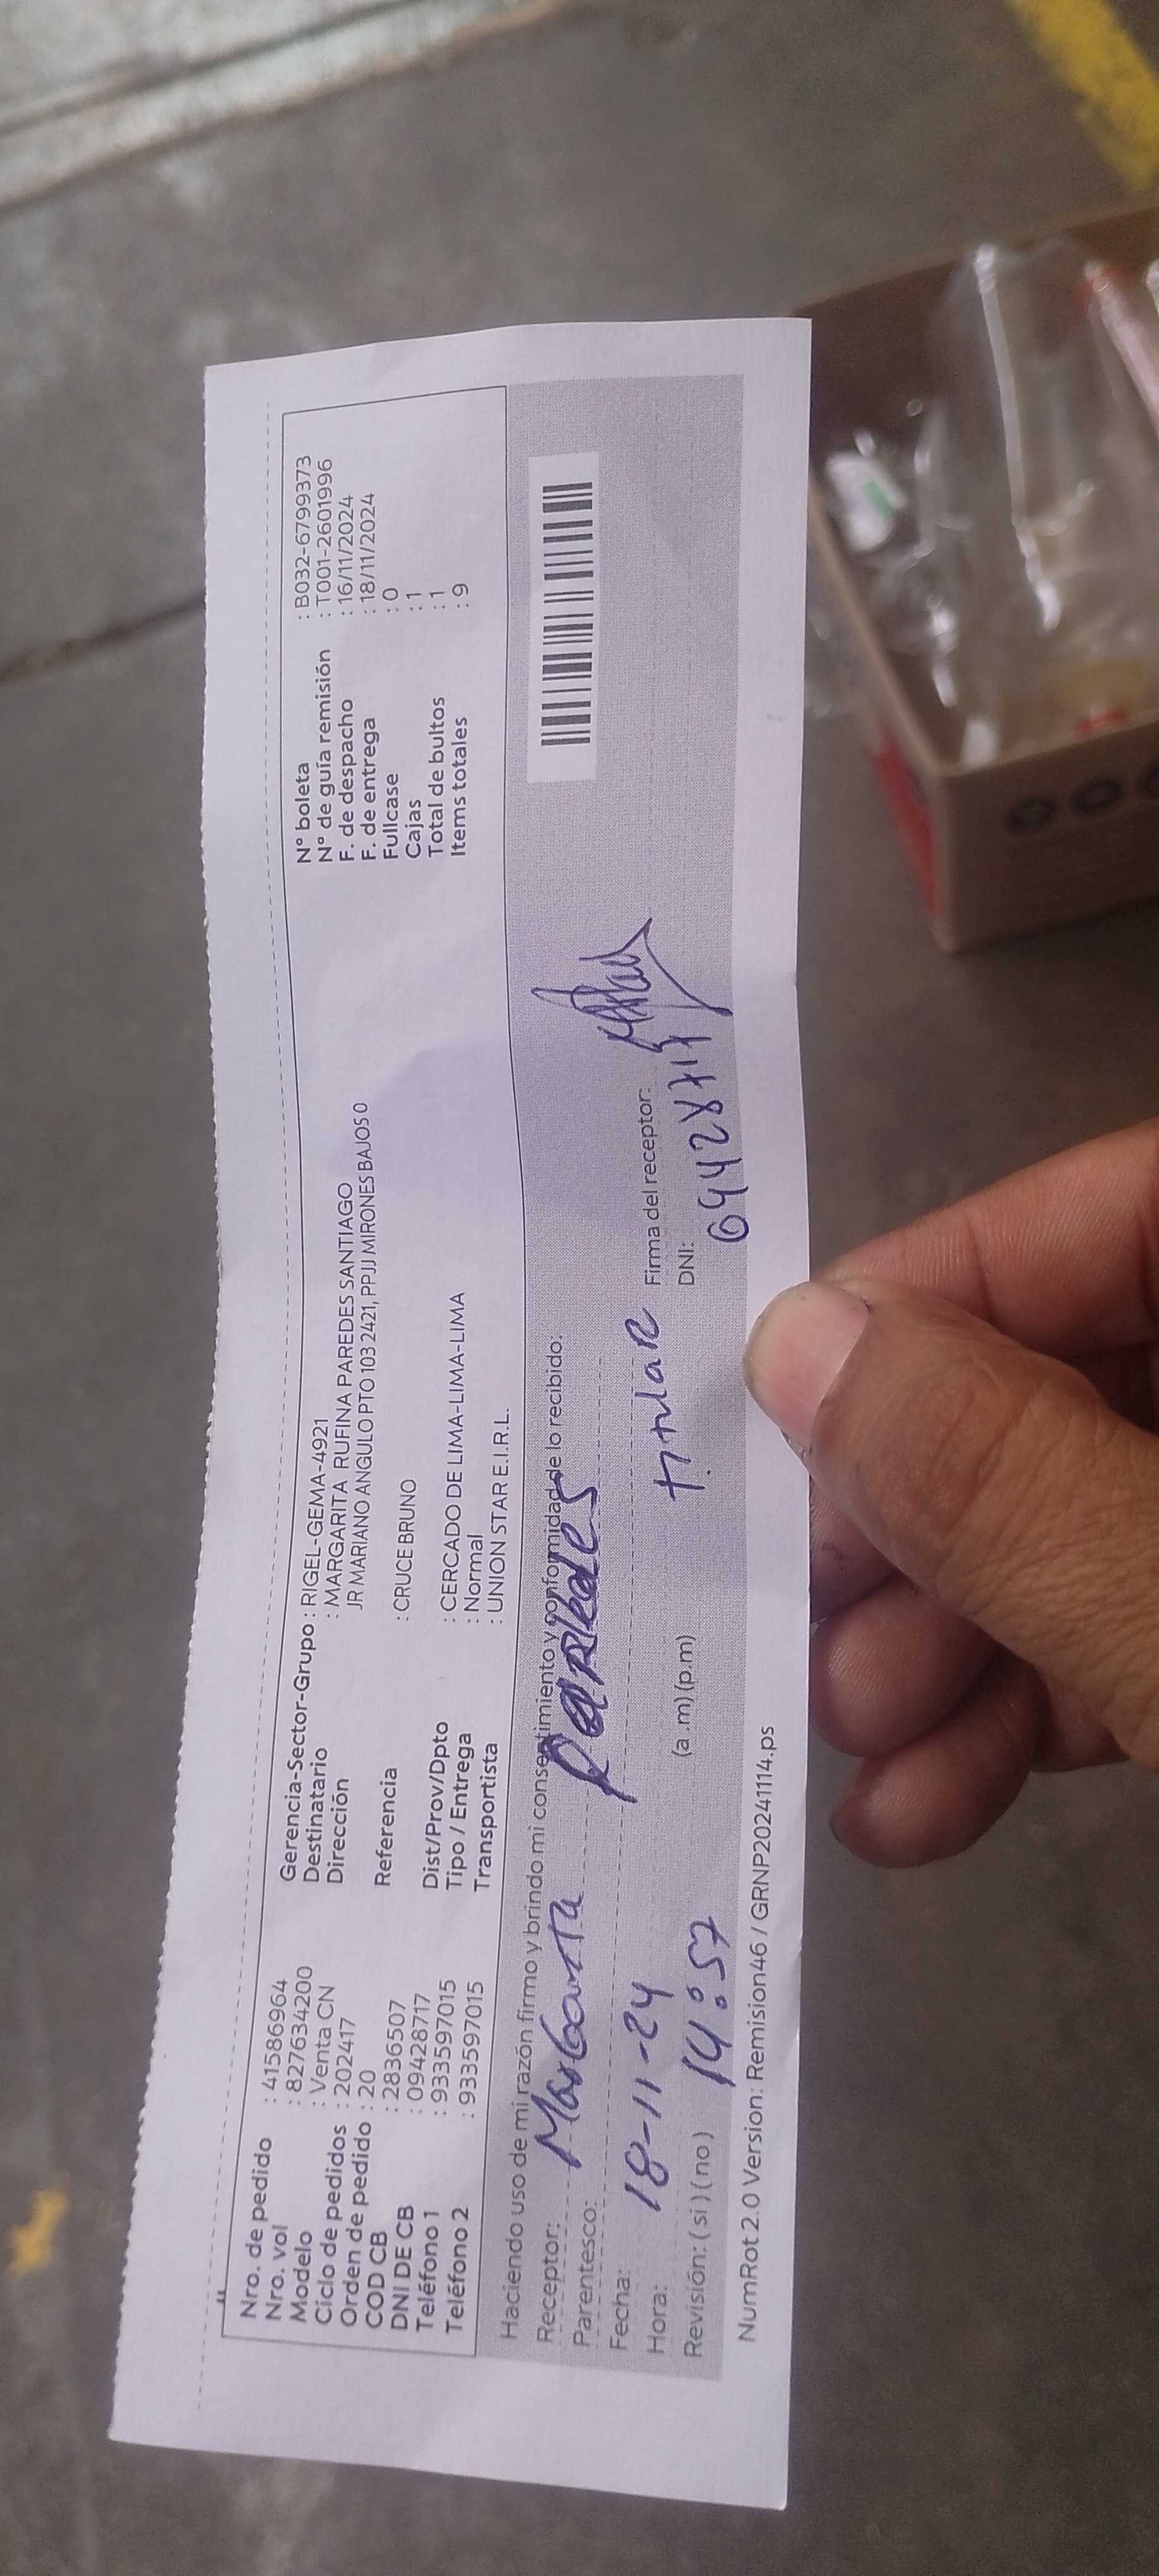 Nro. de pedido : 41586964
Nro. vol : 827634200
Modelo : Venta CN
Ciclo de pedidos : 202417
Orden de pedido : 20
COD CB : 2836507
DNI DE CB : 09428717
Teléfono 1 : 933597015
Teléfono 2 : 933597015
Gerencia-Sector-Grupo : RIGEL-GEMA-4921
Destinatario : MARGARITA RUFINA PAREDES SANTIAGO
Dirección JR MARIANO ANGULO PTO 103 2421, PPJJ MIRONES BAJOS 0
Referencia : CRUCE BRUNO
Dist/Prov/Dpto : CERCADO DE LIMA-LIMA-LIMA
Tipo / Entrega : Normal
Transportista : UNION STAR E.I.R.L.
N° boleta : B032-6799373
N° de guía remisión : T001-2601996
F. de despacho : 16/11/2024
F. de entrega : 18/11/2024
Fullcase : 0
Cajas : 1
Total de bultos : 1
Items totales : 9
Haciendo uso de mi razón firmo y brindo mi consentimiento y conformidad de lo recibido:
Receptor: Margarita Paredes
Parentesco: titular
Fecha: 18-11-24
Firma del receptor:
Hora: 14:57 (a.m) (p.m)
DNI:
Revisión: ( si ) ( no )
NumRot 2.0 Version: Remision46 / GRNP20241114.ps